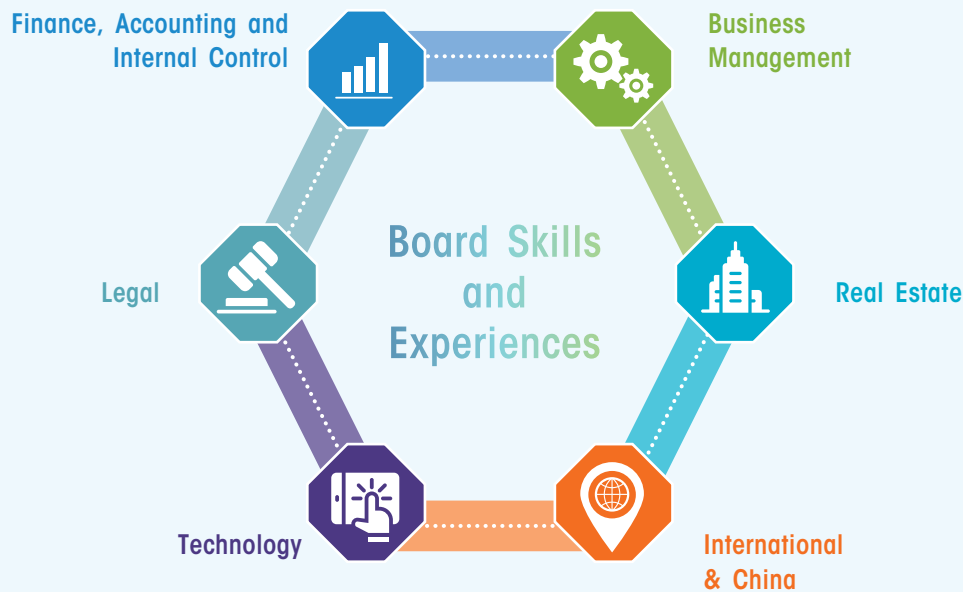 Finance, Accounting and
Internal Control
Business
Management
Board Skills
and
Experiences
Legal
Real Estate
Technology
International
& China